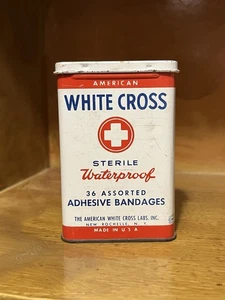 AMERICAN
WHITE CROSS
STERILE
Waterproof
36 ASSORTED
ADHESIVE BANDAGES
THE AMERICAN WHITE CROSS LABS, INC.
NEW ROCHELLE, N. Y.
MADE IN U. S. A.